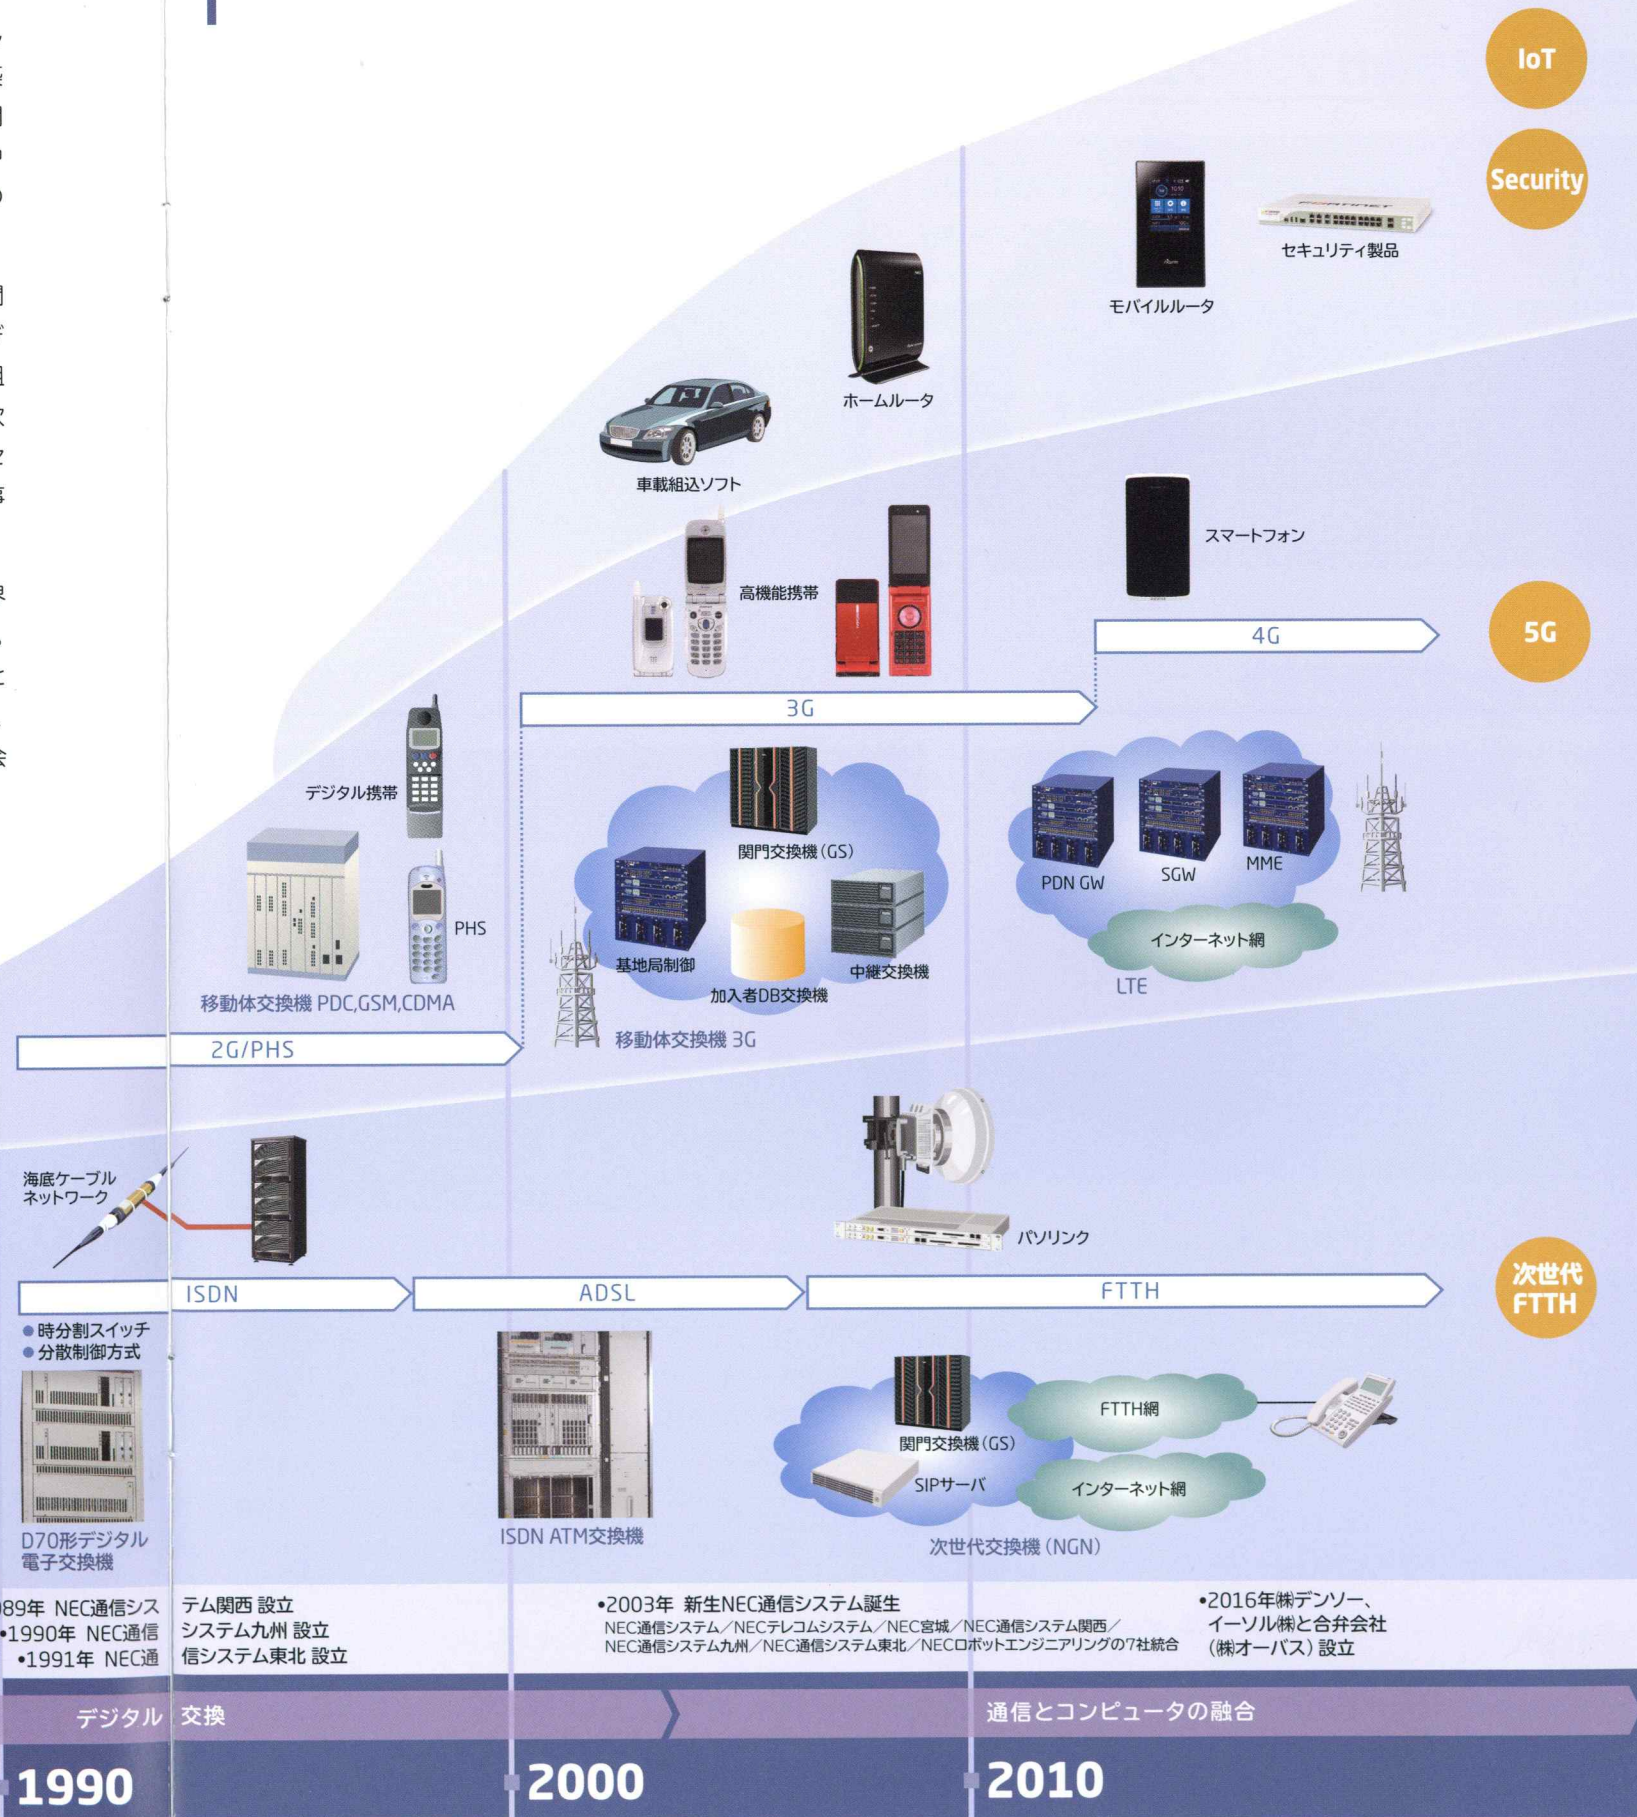 IoT
Security
セキュリティ製品
モバイルルータ
ホームルータ
車載組込ソフト
スマートフォン
高機能携帯
4G
5G
3G
デジタル携帯
関門交換機(GS)
PDN GW
SGW
MME
PHS
基地局制御
中継交換機
加入者DB交換機
インターネット網
LTE
移動体交換機 PDC,GSM,CDMA
移動体交換機 3G
2G/PHS
海底ケーブル
ネットワーク
パソリンク
ISDN
ADSL
FTTH
次世代
FTTH
●時分割スイッチ
●分散制御方式
FTTH網
関門交換機(GS)
SIPサーバ
インターネット網
D70形デジタル
電子交換機
ISDN ATM交換機
次世代交換機(NGN)
89年 NEC通信システム関西 設立
•1990年 NEC通信システム九州 設立
•1991年 NEC通信システム東北 設立
•2003年 新生NEC通信システム誕生
NEC通信システム/NECテレコムシステム/NEC宮城/NEC通信システム関西/
NEC通信システム九州/NEC通信システム東北/NECロボットエンジニアリングの7社統合
•2016年㈱デンソー、
イーソル㈱と合弁会社
(㈱オーバス)設立
デジタル交換
通信とコンピュータの融合
1990
2000
2010